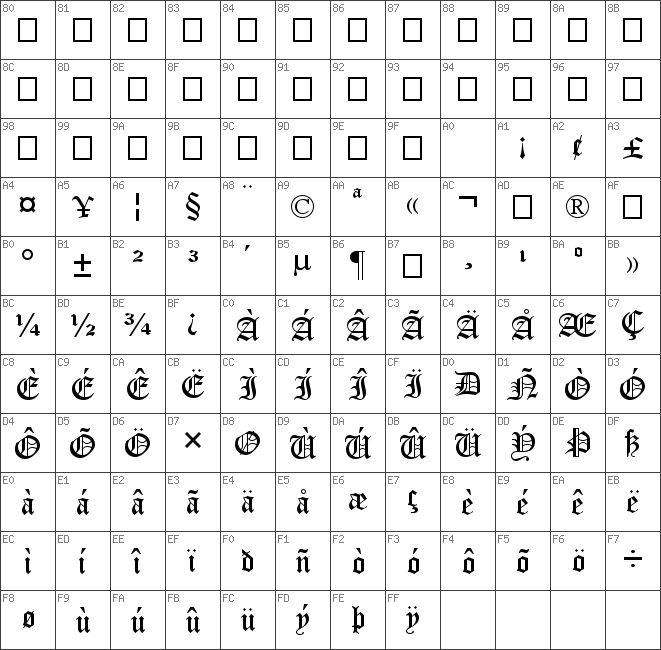 80 81 82 83 84 85 86 87 88 89 8A 8B
□ □ □ □ □ □ □ □ □ □ □ □
8C 8D 8E 8F 90 91 92 93 94 95 96 97
□ □ □ □ □ □ □ □ □ □ □ □
98 99 9A 9B 9C 9D 9E 9F A0 A1 A2 A3
□ □ □ □ □ □ □ □ ¡ ¢ £
A4 A5 A6 A7 A8 A9 AA AB AC AD AE AF
¤ ¥ ¦ § ¨ © ª « ¬ □ ® □
B0 B1 B2 B3 B4 B5 B6 B7 B8 B9 BA BB
° ± ² ³ ´ µ ¶ □ ¸ ¹ º »
BC BD BE BF C0 C1 C2 C3 C4 C5 C6 C7
¼ ½ ¾ ¿ À Á Â Ã Ä Å Æ Ç
C8 C9 CA CB CC CD CE CF D0 D1 D2 D3
È É Ê Ë Ì Í Î Ï Ð Ñ Ò Ó
D4 D5 D6 D7 D8 D9 DA DB DC DD DE DF
Ô Õ Ö × Ø Ù Ú Û Ü Ý Þ ß
E0 E1 E2 E3 E4 E5 E6 E7 E8 E9 EA EB
à á â ã ä å æ ç è é ê ë
EC ED EE EF F0 F1 F2 F3 F4 F5 F6 F7
ì í î ï ð ñ ò ó ô õ ö ÷
F8 F9 FA FB FC FD FE FF
ø ù ú û ü ý þ ÿ